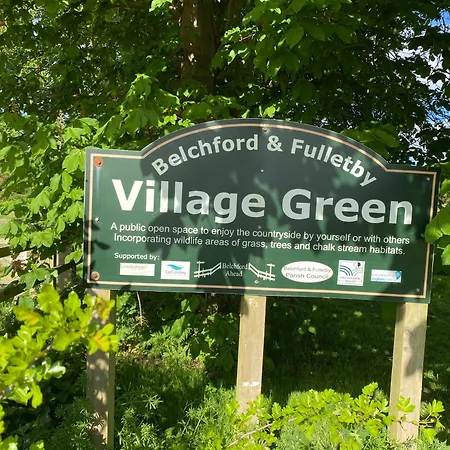 Belchford & Fulletby
Village Green
A public open space to enjoy the countryside by yourself or with others
Incorporating wildlife areas of grass, trees and chalk stream habitats.
Supported by:
Belchford
Ahead
Belchford & Fulletby
Parish Council